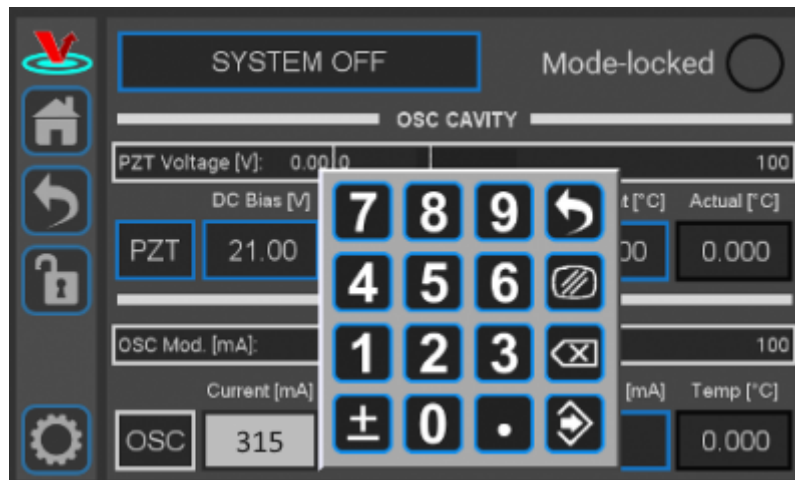 SYSTEM OFF Mode-locked
OSC CAVITY
PZT Voltage [V]: 0.00 0 100
DC Bias [V] t [°C] Actual [°C]
PZT 21.00 00 0.000
7 8 9
4 5 6
OSC Mod. [mA]: 100
1 2 3
Current [mA] [mA] Temp [°C]
OSC 315 0.000
± 0 .